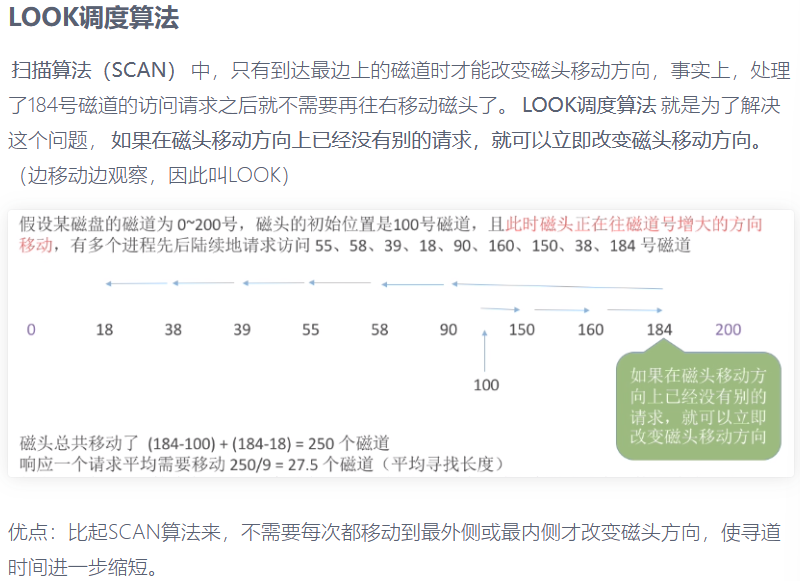 LOOK调度算法
扫描算法（SCAN） 中，只有到达最边上的磁道时才能改变磁头移动方向，事实上，处理
了184号磁道的访问请求之后就不需要再往右移动磁头了。 LOOK调度算法 就是为了解决
这个问题， 如果在磁头移动方向上已经没有别的请求，就可以立即改变磁头移动方向。
（边移动边观察，因此叫LOOK）
假设某磁盘的磁道为 0~200号，磁头的初始位置是100号磁道，且此时磁头正在往磁道号增大的方向
移动，有多个进程先后陆续地请求访问 55、58、39、18、90、160、150、38、184 号磁道
0 18 38 39 55 58 90 150 160 184 200
100
如果在磁头移动方
向上已经没有别的
请求，就可以立即
改变磁头移动方向
磁头总共移动了 (184-100) + (184-18) = 250 个磁道
响应一个请求平均需要移动 250/9 = 27.5 个磁道（平均寻找长度）
优点：比起SCAN算法来，不需要每次都移动到最外侧或最内侧才改变磁头方向，使寻道
时间进一步缩短。